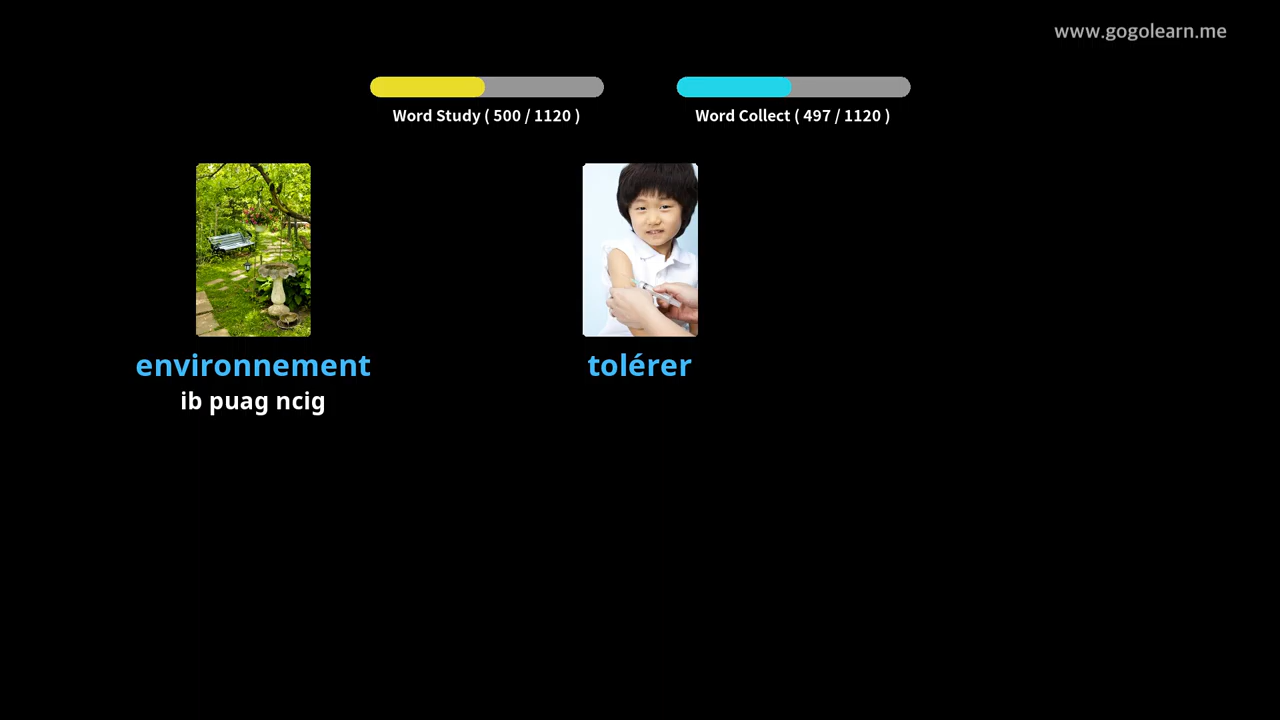 www.gogolearn.me
Word Study ( 500 / 1120 )
Word Collect ( 497 / 1120 )
environnement
ib puag ncig
tolérer